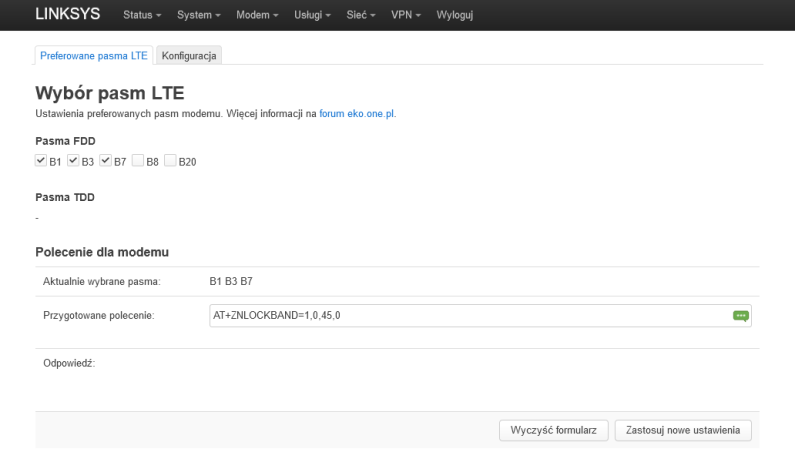 LINKSYS Status System Modem Usługi Sieć VPN Wyloguj
Preferowane pasma LTE Konfiguracja
Wybór pasm LTE
Ustawienia preferowanych pasm modemu. Więcej informacji na forum eko.one.pl.
Pasma FDD
B1 B3 B7 B8 B20
Pasma TDD
-
Polecenie dla modemu
Aktualnie wybrane pasma: B1 B3 B7
Przygotowane polecenie: AT+ZNLOCKBAND=1,0,45,0
Odpowiedź:
Wyczyść formularz Zastosuj nowe ustawienia